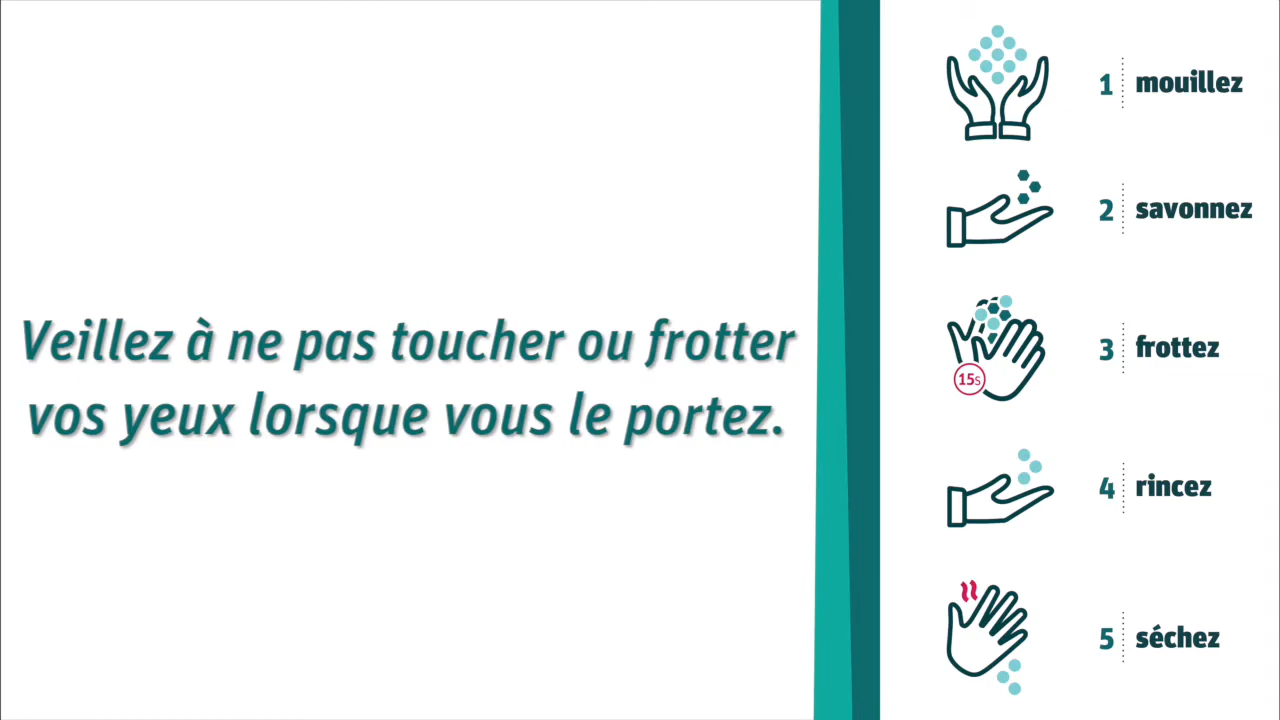 Veillez à ne pas toucher ou frotter
vos yeux lorsque vous le portez.
1 mouillez
2 savonnez
3 frottez
15s
4 rincez
5 séchez